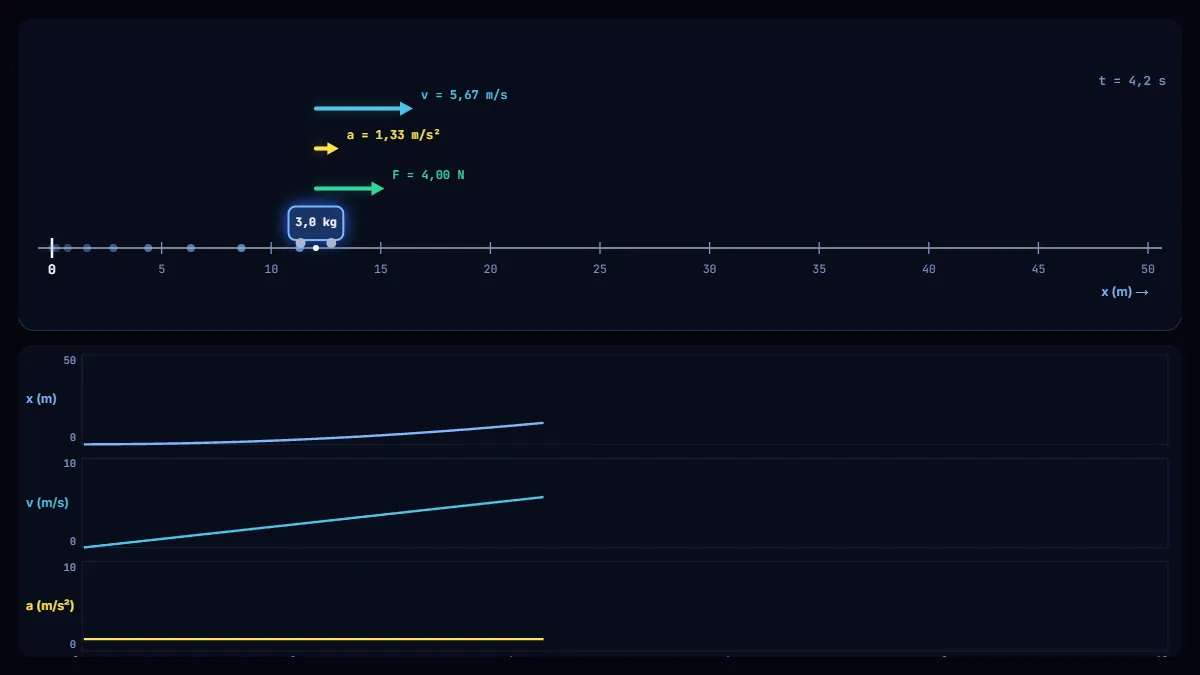 t = 4,2 s
v = 5,67 m/s
a = 1,33 m/s²
F = 4,00 N
3,0 kg
0 5 10 15 20 25 30 35 40 45 50
x (m) →
50
x (m)
0
10
v (m/s)
0
10
a (m/s²)
0